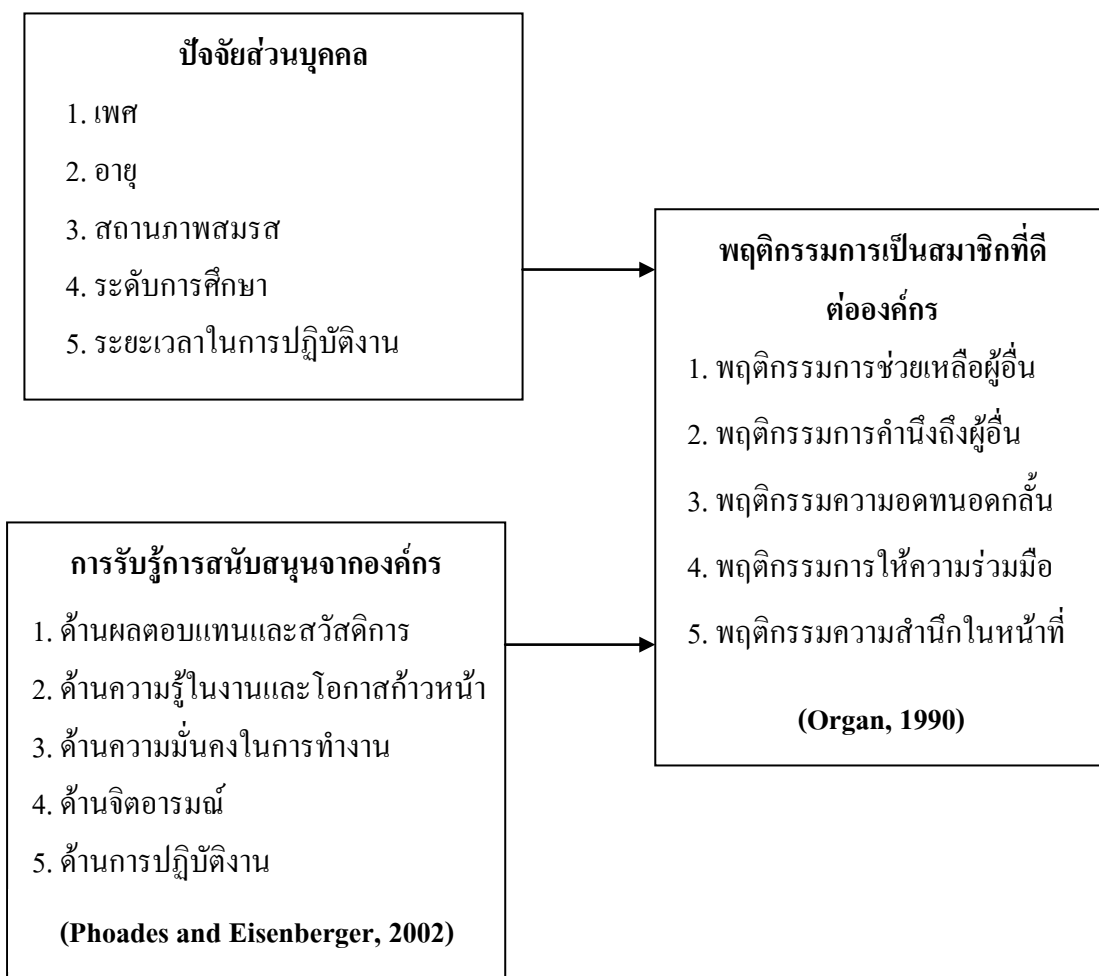 ปัจจัยส่วนบุคคล
1. เพศ
2. อายุ
3. สถานภาพสมรส
4. ระดับการศึกษา
5. ระยะเวลาในการปฏิบัติงาน
การรับรู้การสนับสนุนจากองค์กร
1. ด้านผลตอบแทนและสวัสดิการ
2. ด้านความรู้ในงานและโอกาสก้าวหน้า
3. ด้านความมั่นคงในการทำงาน
4. ด้านจิตอารมณ์
5. ด้านการปฏิบัติงาน
(Phoades and Eisenberger, 2002)
พฤติกรรมการเป็นสมาชิกที่ดี
ต่อองค์กร
1. พฤติกรรมการช่วยเหลือผู้อื่น
2. พฤติกรรมการคำนึงถึงผู้อื่น
3. พฤติกรรมความอดทนอดกลั้น
4. พฤติกรรมการให้ความร่วมมือ
5. พฤติกรรมความสำนึกในหน้าที่
(Organ, 1990)